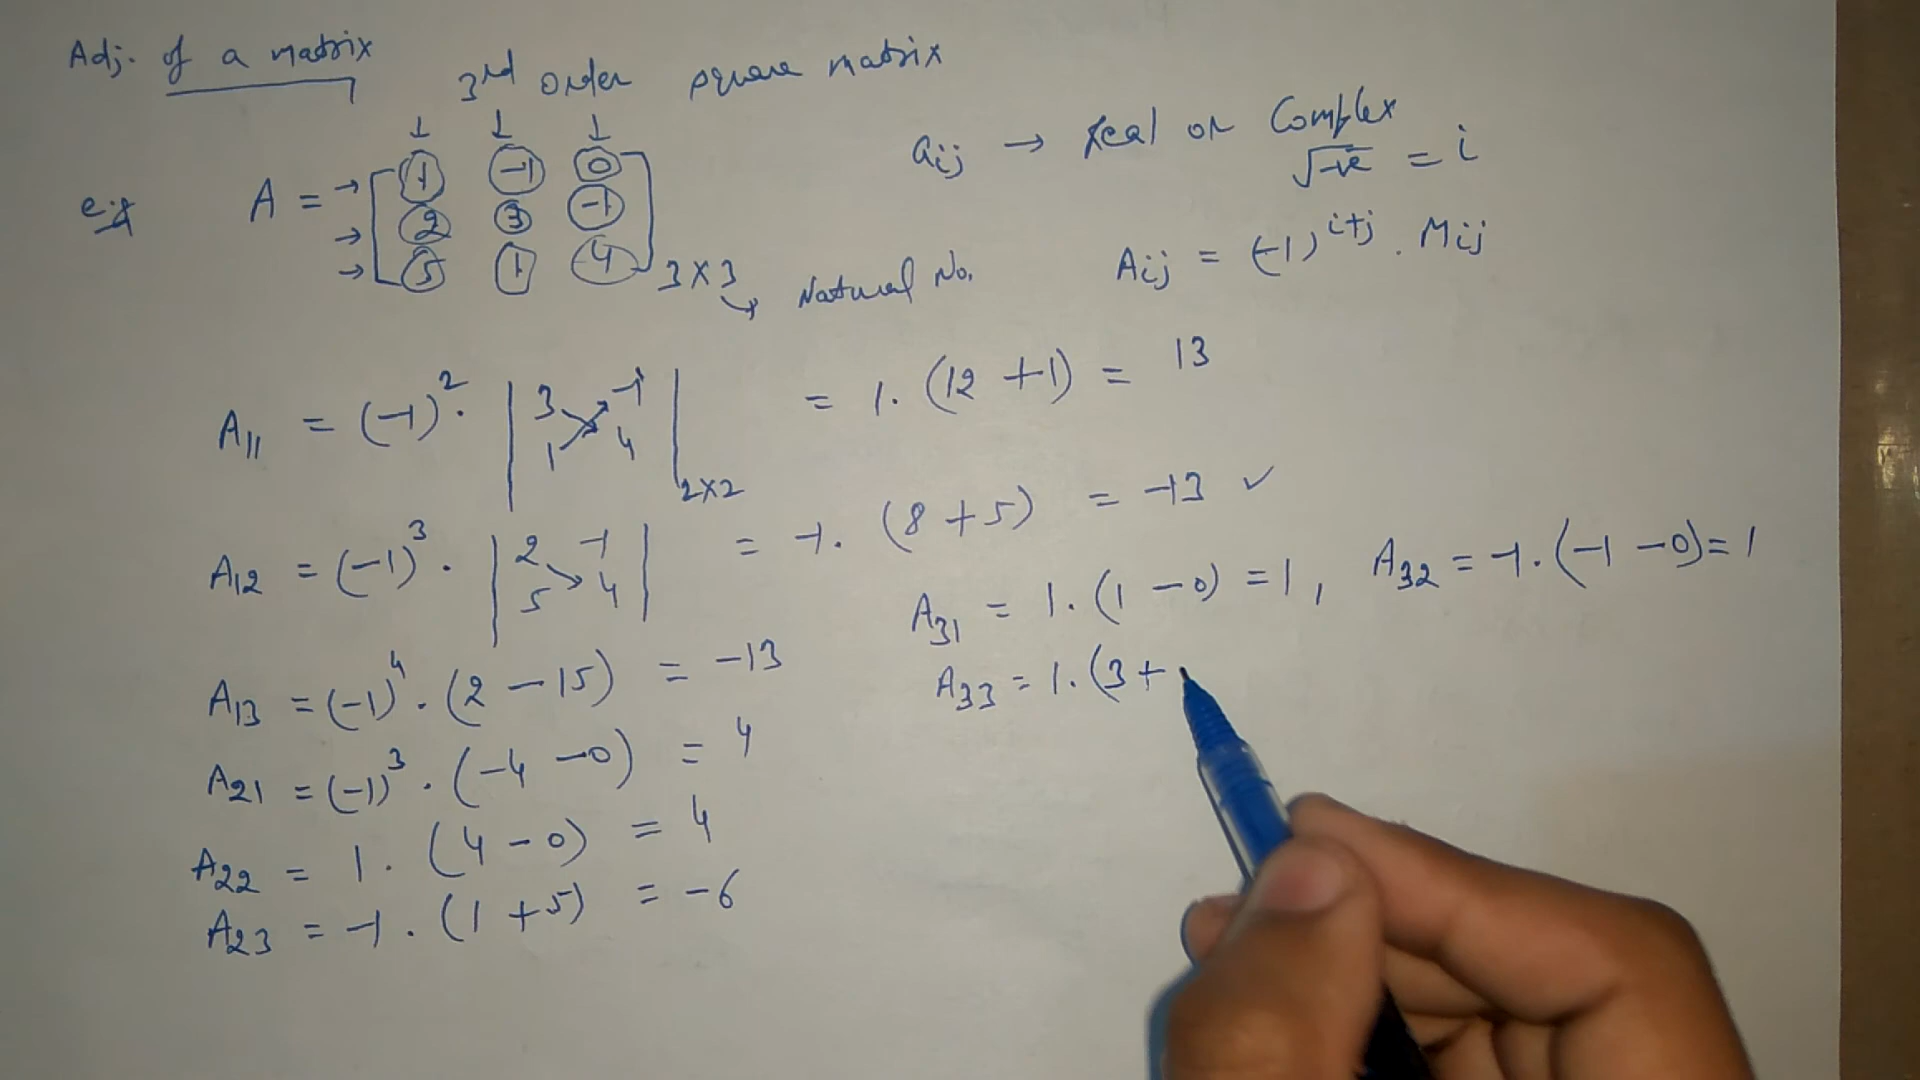 Adj. of a matrix
3rd order square matrix
aij → Real or Complex
√-ve = i
e.g A = → [ 1 -1 0
→ 2 3 -1
→ 5 1 4 ] 3×3 → Natural No.
Aij = (-1)^i+j . Mij
A11 = (-1)^2 . | 3 -1
1 4 | 2×2 = 1. (12 +1) = 13
A12 = (-1)^3 . | 2 -1
5 4 | = -1. (8 +5) = -13 ✓
A13 = (-1)^4 . (2 -15) = -13
A21 = (-1)^3 . (-4 -0) = 4
A22 = 1 . (4 -0) = 4
A23 = -1 . (1 +5) = -6
A31 = 1. (1 -0) = 1 , A32 = -1. (-1 -0) = 1
A33 = 1. (3 +